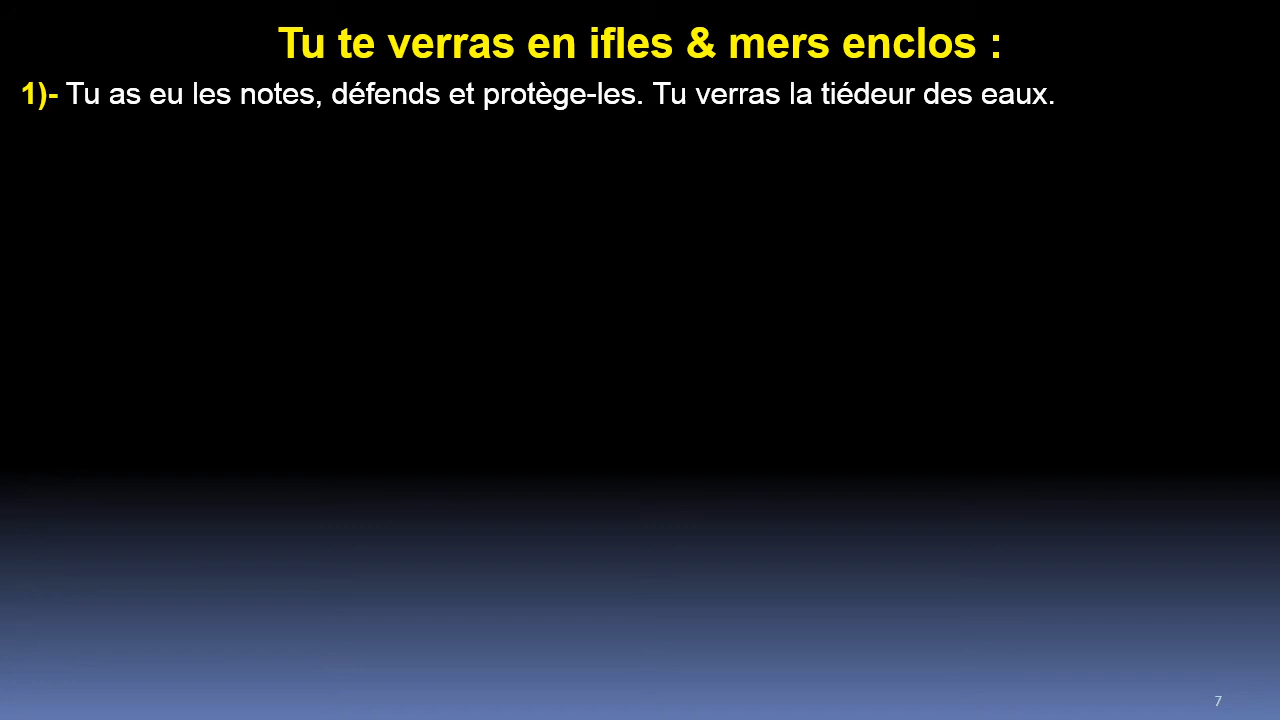 Tu te verras en ifles & mers enclos :
1)- Tu as eu les notes, défends et protège-les. Tu verras la tiédeur des eaux.
7